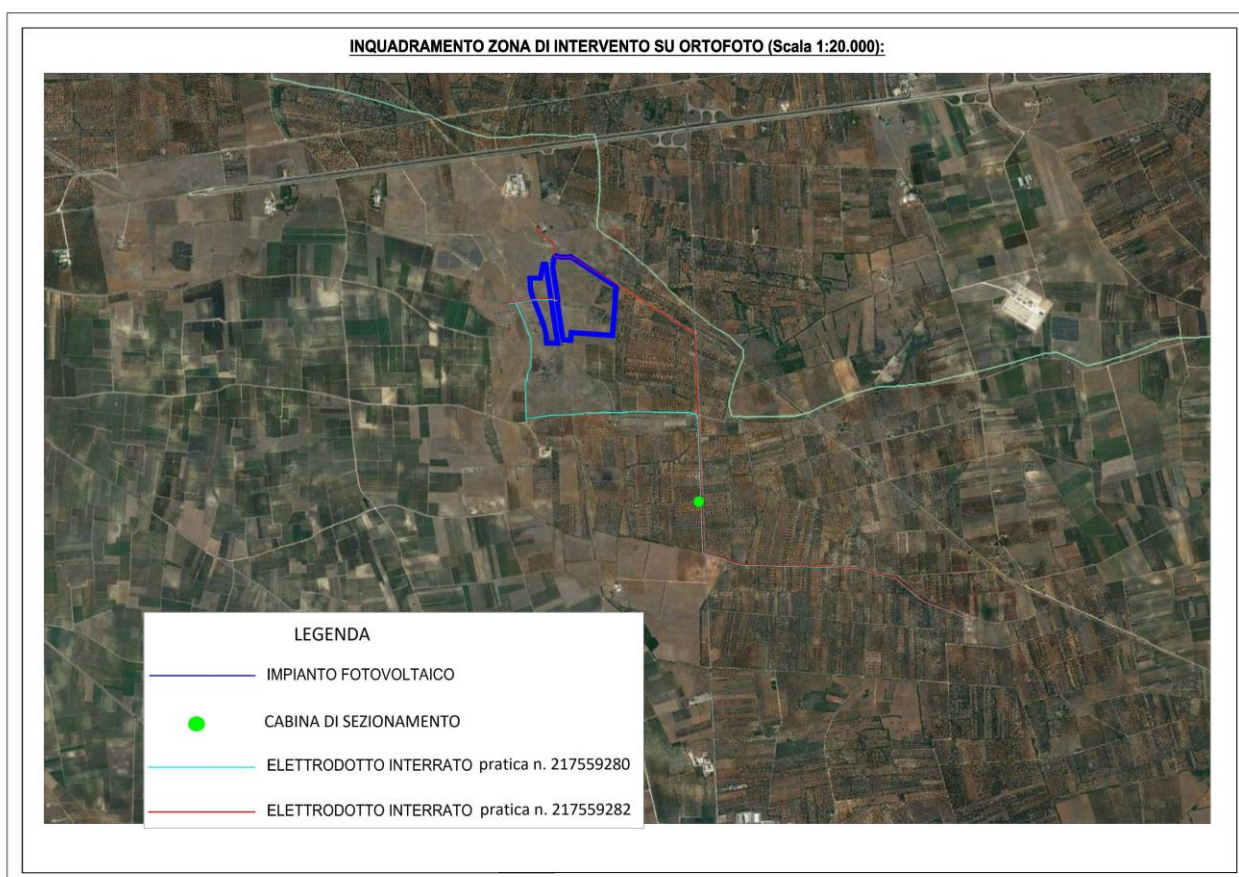 INQUADRAMENTO ZONA DI INTERVENTO SU ORTOFOTO (Scala 1:20.000):
LEGENDA
IMPIANTO FOTOVOLTAICO
CABINA DI SEZIONAMENTO
ELETTRODOTTO INTERRATO pratica n. 217559280
ELETTRODOTTO INTERRATO pratica n. 217559282